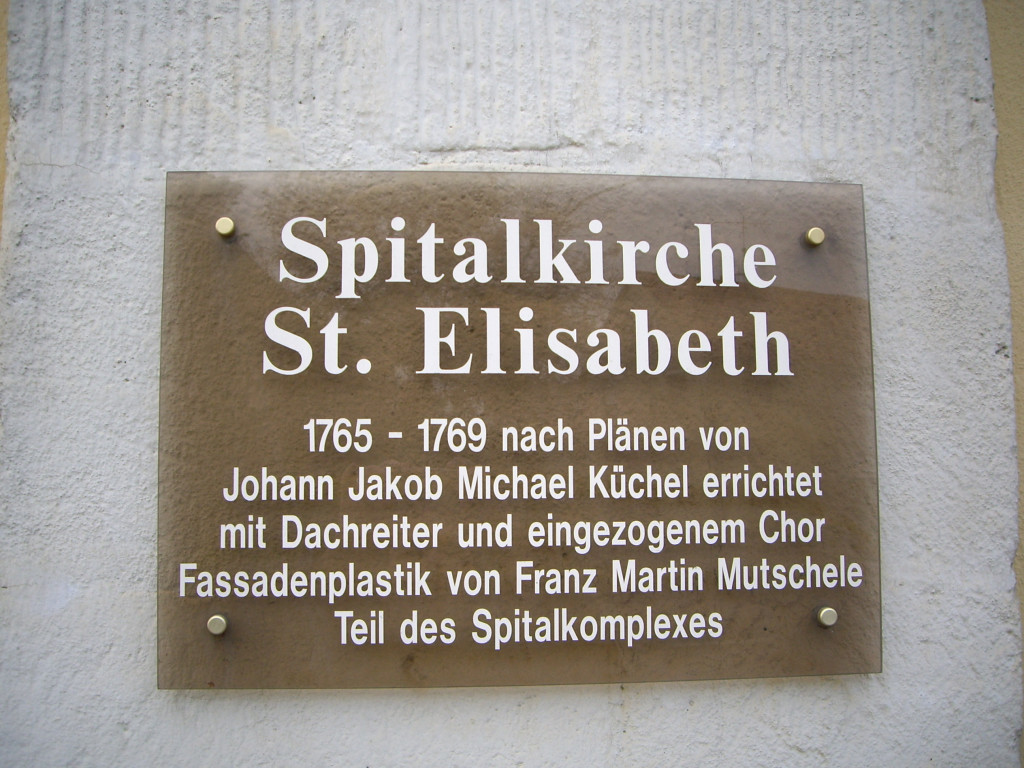 Spitalkirche
St. Elisabeth
1765 - 1769 nach Plänen von
Johann Jakob Michael Küchel errichtet
mit Dachreiter und eingezogenem Chor
Fassadenplastik von Franz Martin Mutschele
Teil des Spitalkomplexes